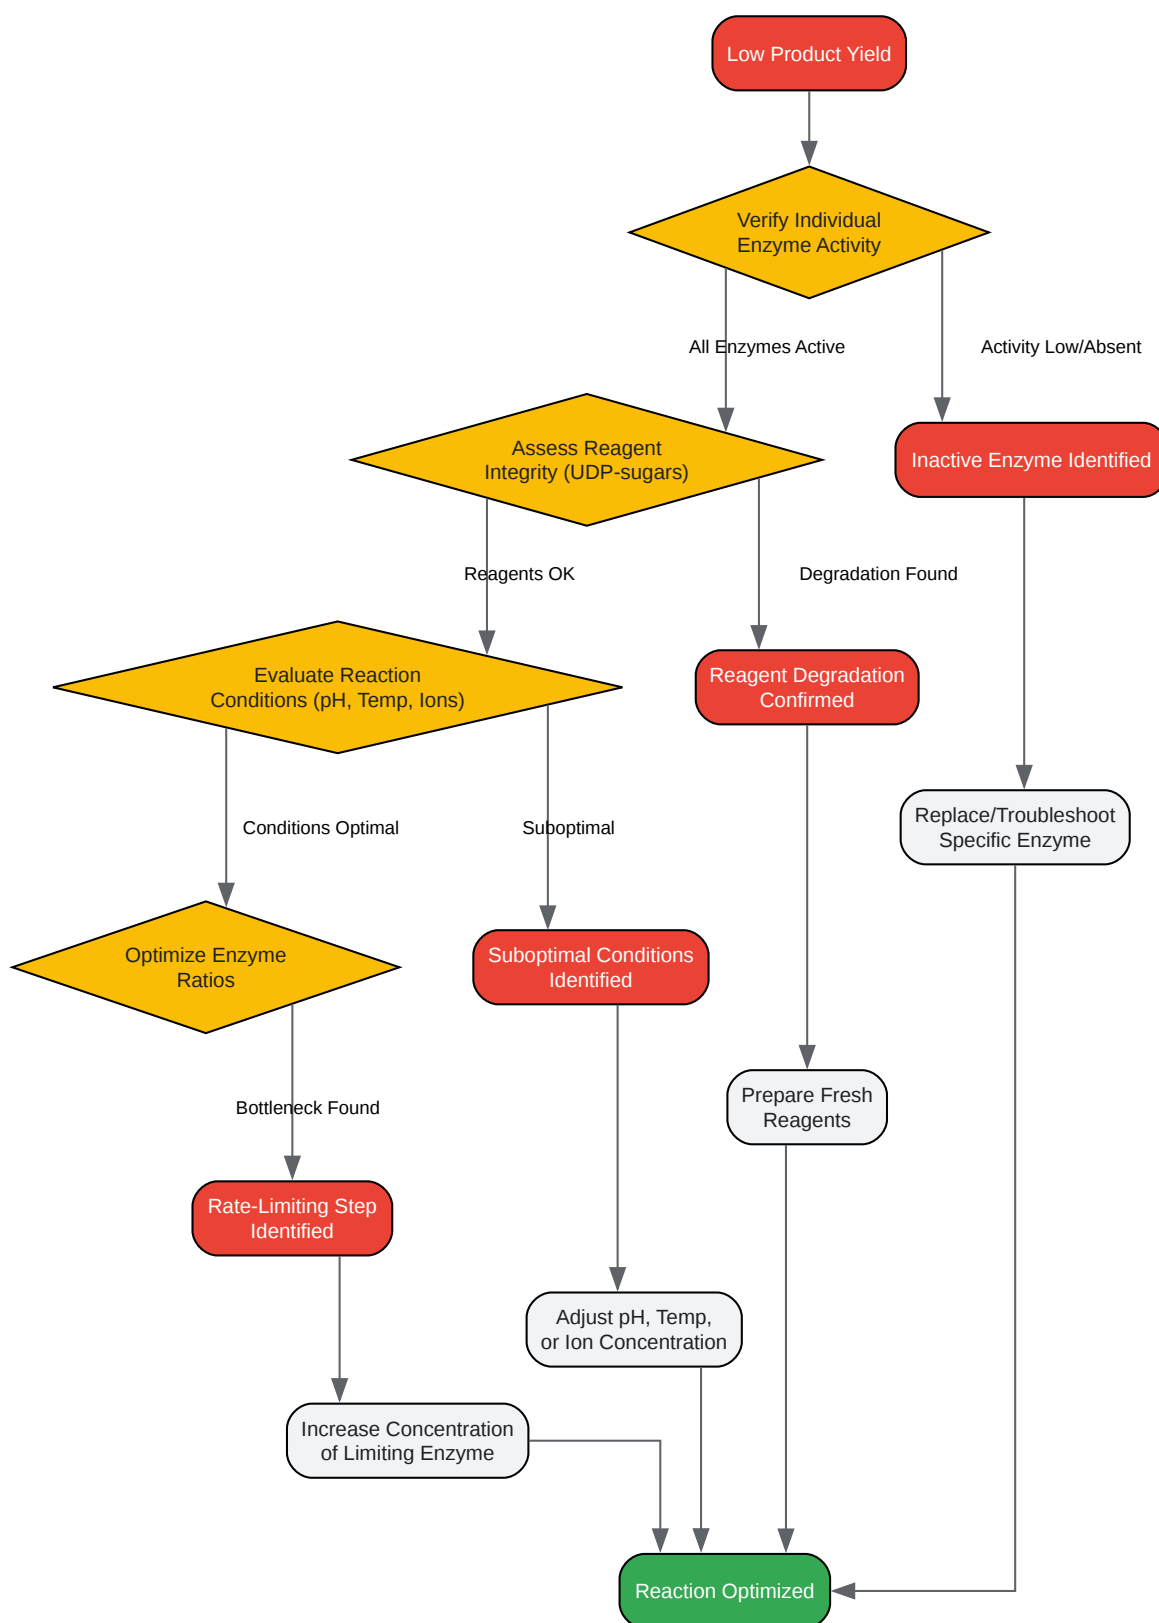 Low Product Yield
Verify Individual
Enzyme Activity
All Enzymes Active
Activity Low/Absent
Assess Reagent
Integrity (UDP-sugars)
Inactive Enzyme Identified
Reagents OK
Degradation Found
Evaluate Reaction
Conditions (pH, Temp, Ions)
Reagent Degradation
Confirmed
Conditions Optimal
Suboptimal
Replace/Troubleshoot
Specific Enzyme
Optimize Enzyme
Ratios
Suboptimal Conditions
Identified
Bottleneck Found
Prepare Fresh
Reagents
Rate-Limiting Step
Identified
Adjust pH, Temp,
or Ion Concentration
Increase Concentration
of Limiting Enzyme
Reaction Optimized